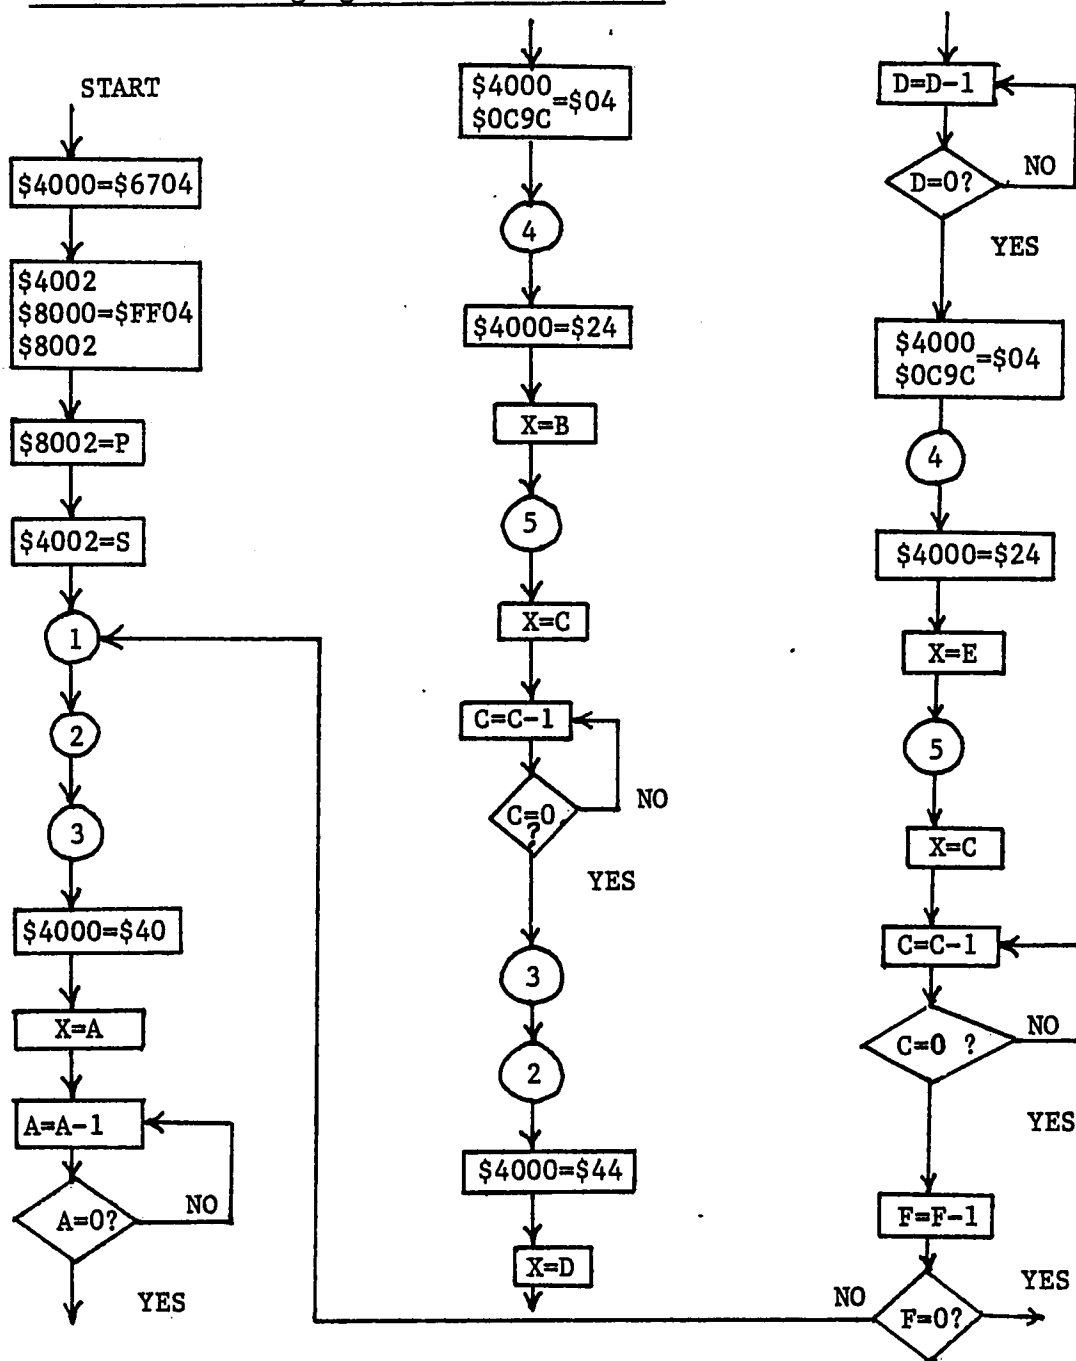 START
$4000=$6704
$4002
$8000=$FF04
$8002
$8002=P
$4002=S
1
2
3
$4000=$40
X=A
A=A-1
A=0?
NO
YES
$4000
$0C9C
=$04
4
$4000=$24
X=B
5
X=C
C=C-1
C=0
?
NO
YES
3
2
$4000=$44
X=D
D=D-1
D=0?
NO
YES
$4000
$0C9C
=$04
4
$4000=$24
X=E
5
X=C
C=C-1
C=0 ?
NO
YES
F=F-1
F=0?
NO
YES